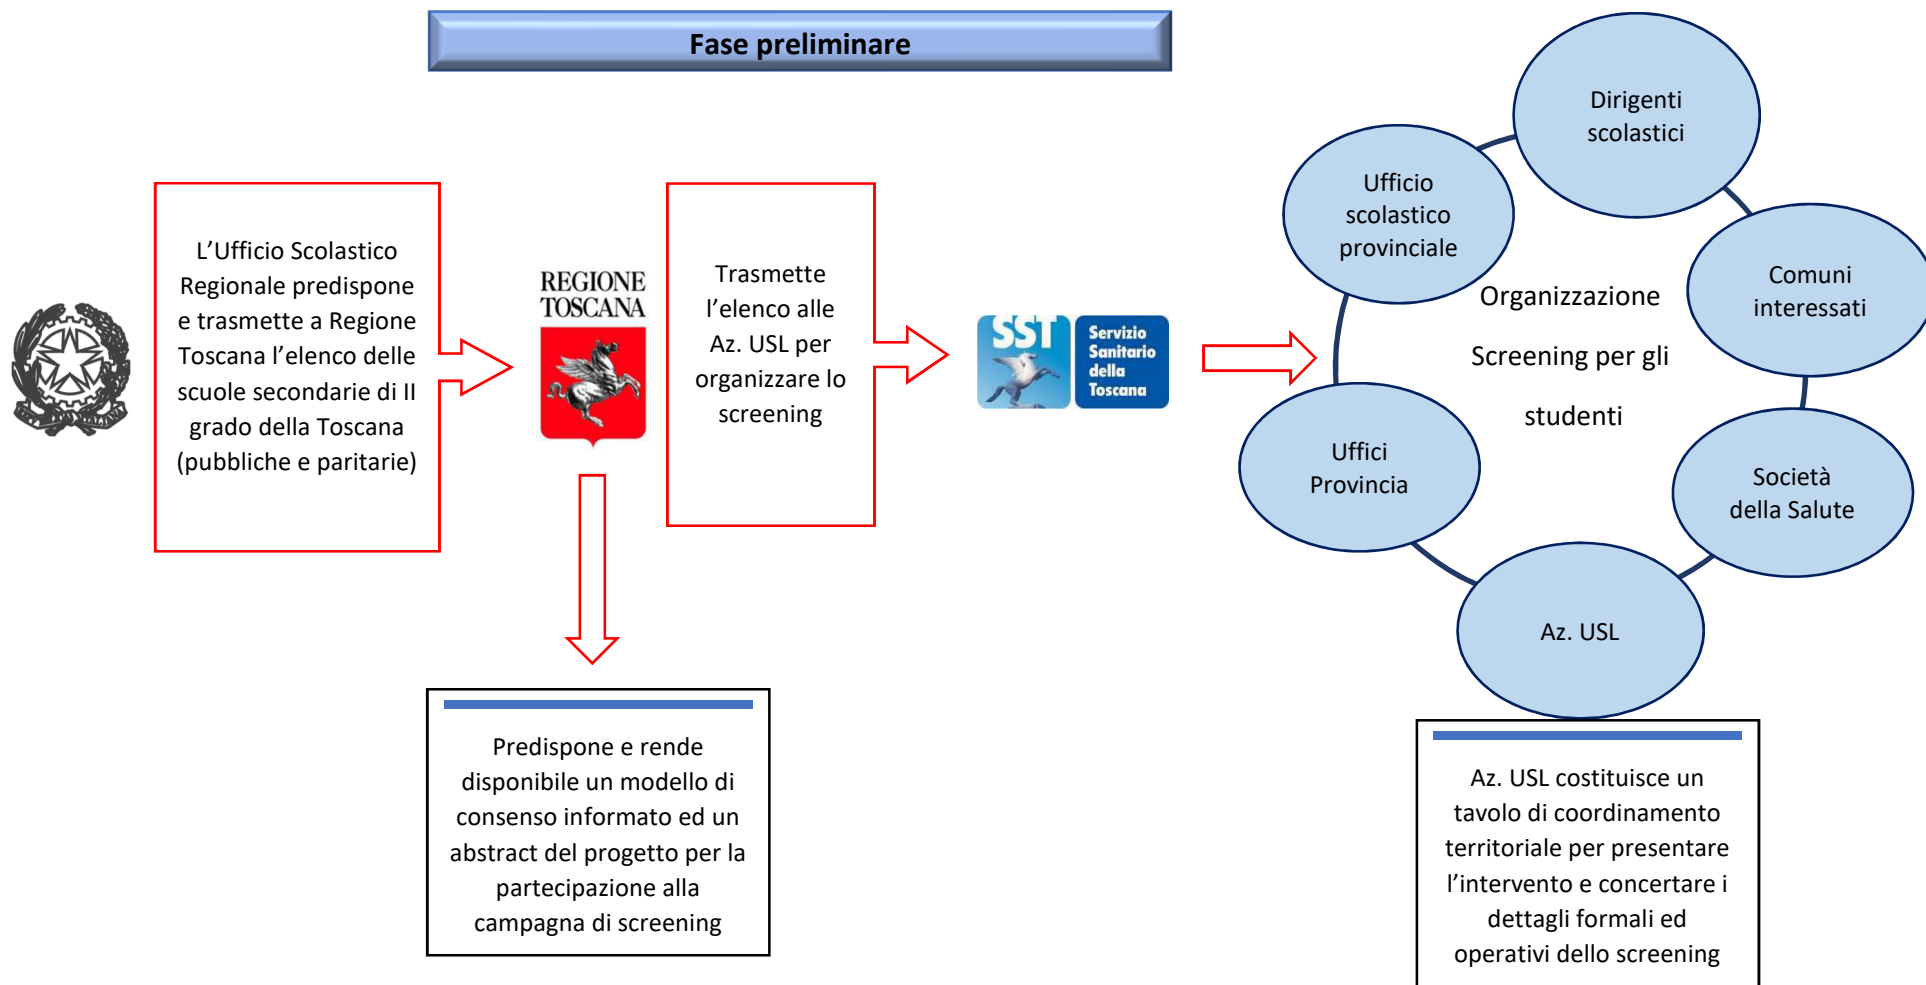 Fase preliminare
L’Ufficio Scolastico
Regionale predispone
e trasmette a Regione
Toscana l’elenco delle
scuole secondarie di II
grado della Toscana
(pubbliche e paritarie)
REGIONE
TOSCANA
Trasmette
l’elenco alle
Az. USL per
organizzare lo
screening
SST
Servizio
Sanitario
della
Toscana
Dirigenti
scolastici
Ufficio
scolastico
provinciale
Comuni
interessati
Organizzazione
Screening per gli
studenti
Uffici
Provincia
Società
della Salute
Az. USL
Predispone e rende
disponibile un modello di
consenso informato ed un
abstract del progetto per la
partecipazione alla
campagna di screening
Az. USL costituisce un
tavolo di coordinamento
territoriale per presentare
l’intervento e concertare i
dettagli formali ed
operativi dello screening